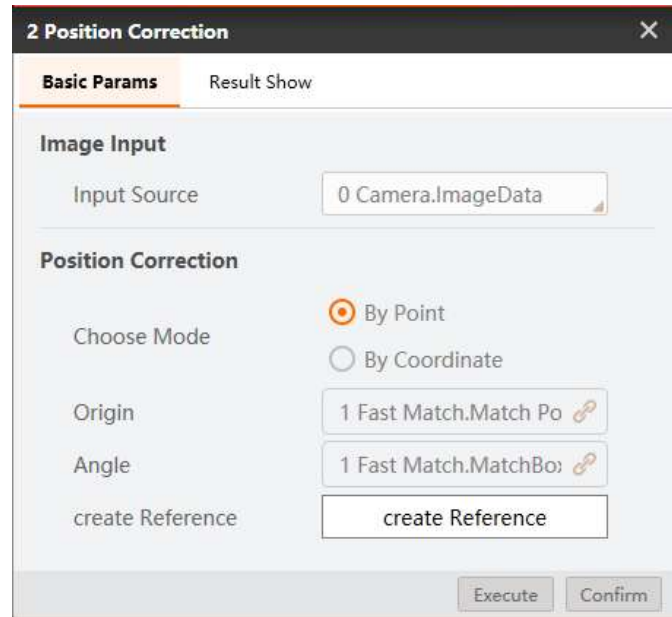 2 Position Correction
Basic Params Result Show
Image Input
Input Source 0 Camera.ImageData
Position Correction
Choose Mode
By Point
By Coordinate
Origin 1 Fast Match.Match Po
Angle 1 Fast Match.MatchBo
create Reference create Reference
Execute Confirm